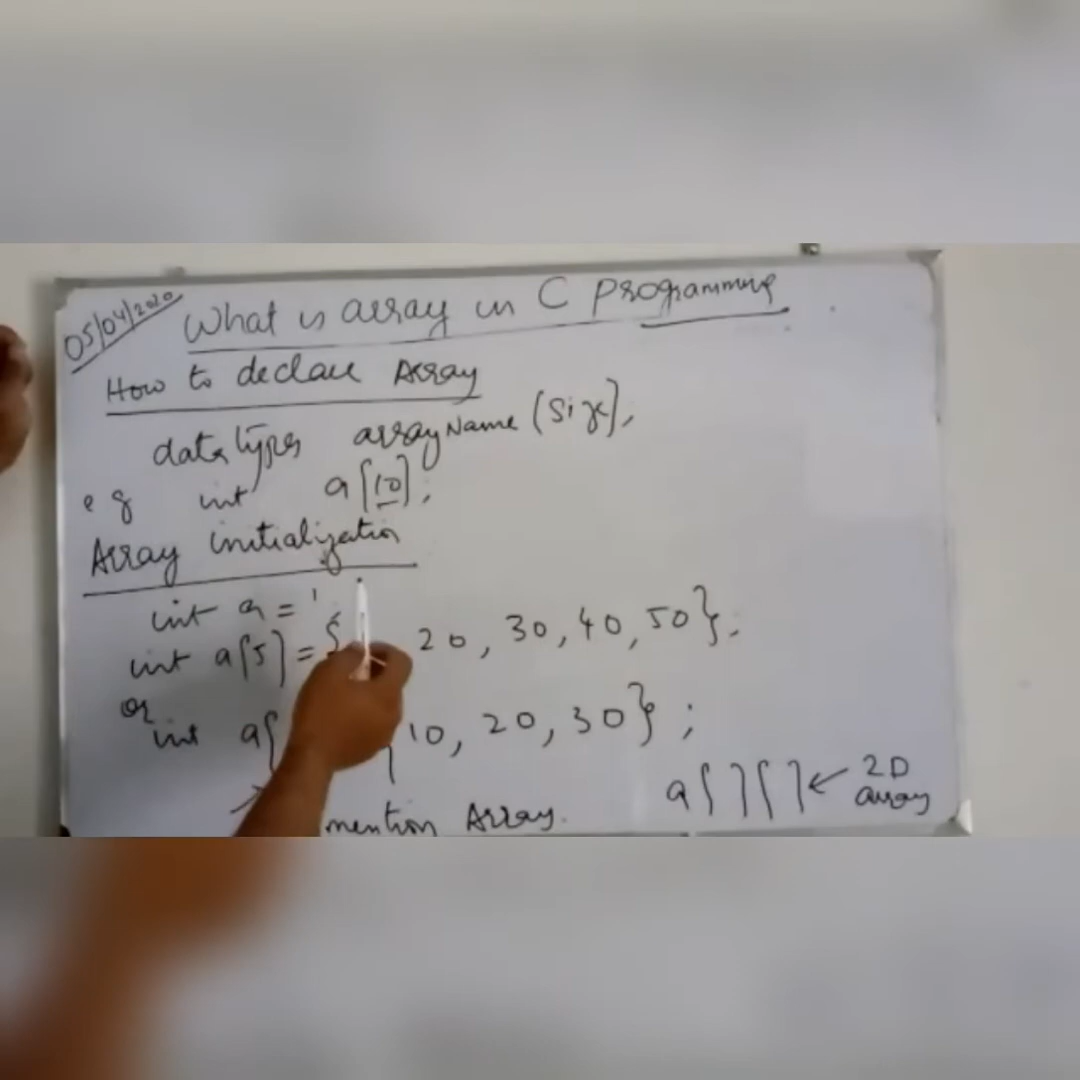 05/04/2020
What is array in C programming
How to declare Array
data types arrayName (Size],
eg int a[10];
Array initialization
int a =
int a[5] = { 20, 30, 40, 50};
or
int a[ {10, 20, 30};
a[ ][ ] ← 2D array
mention Array.